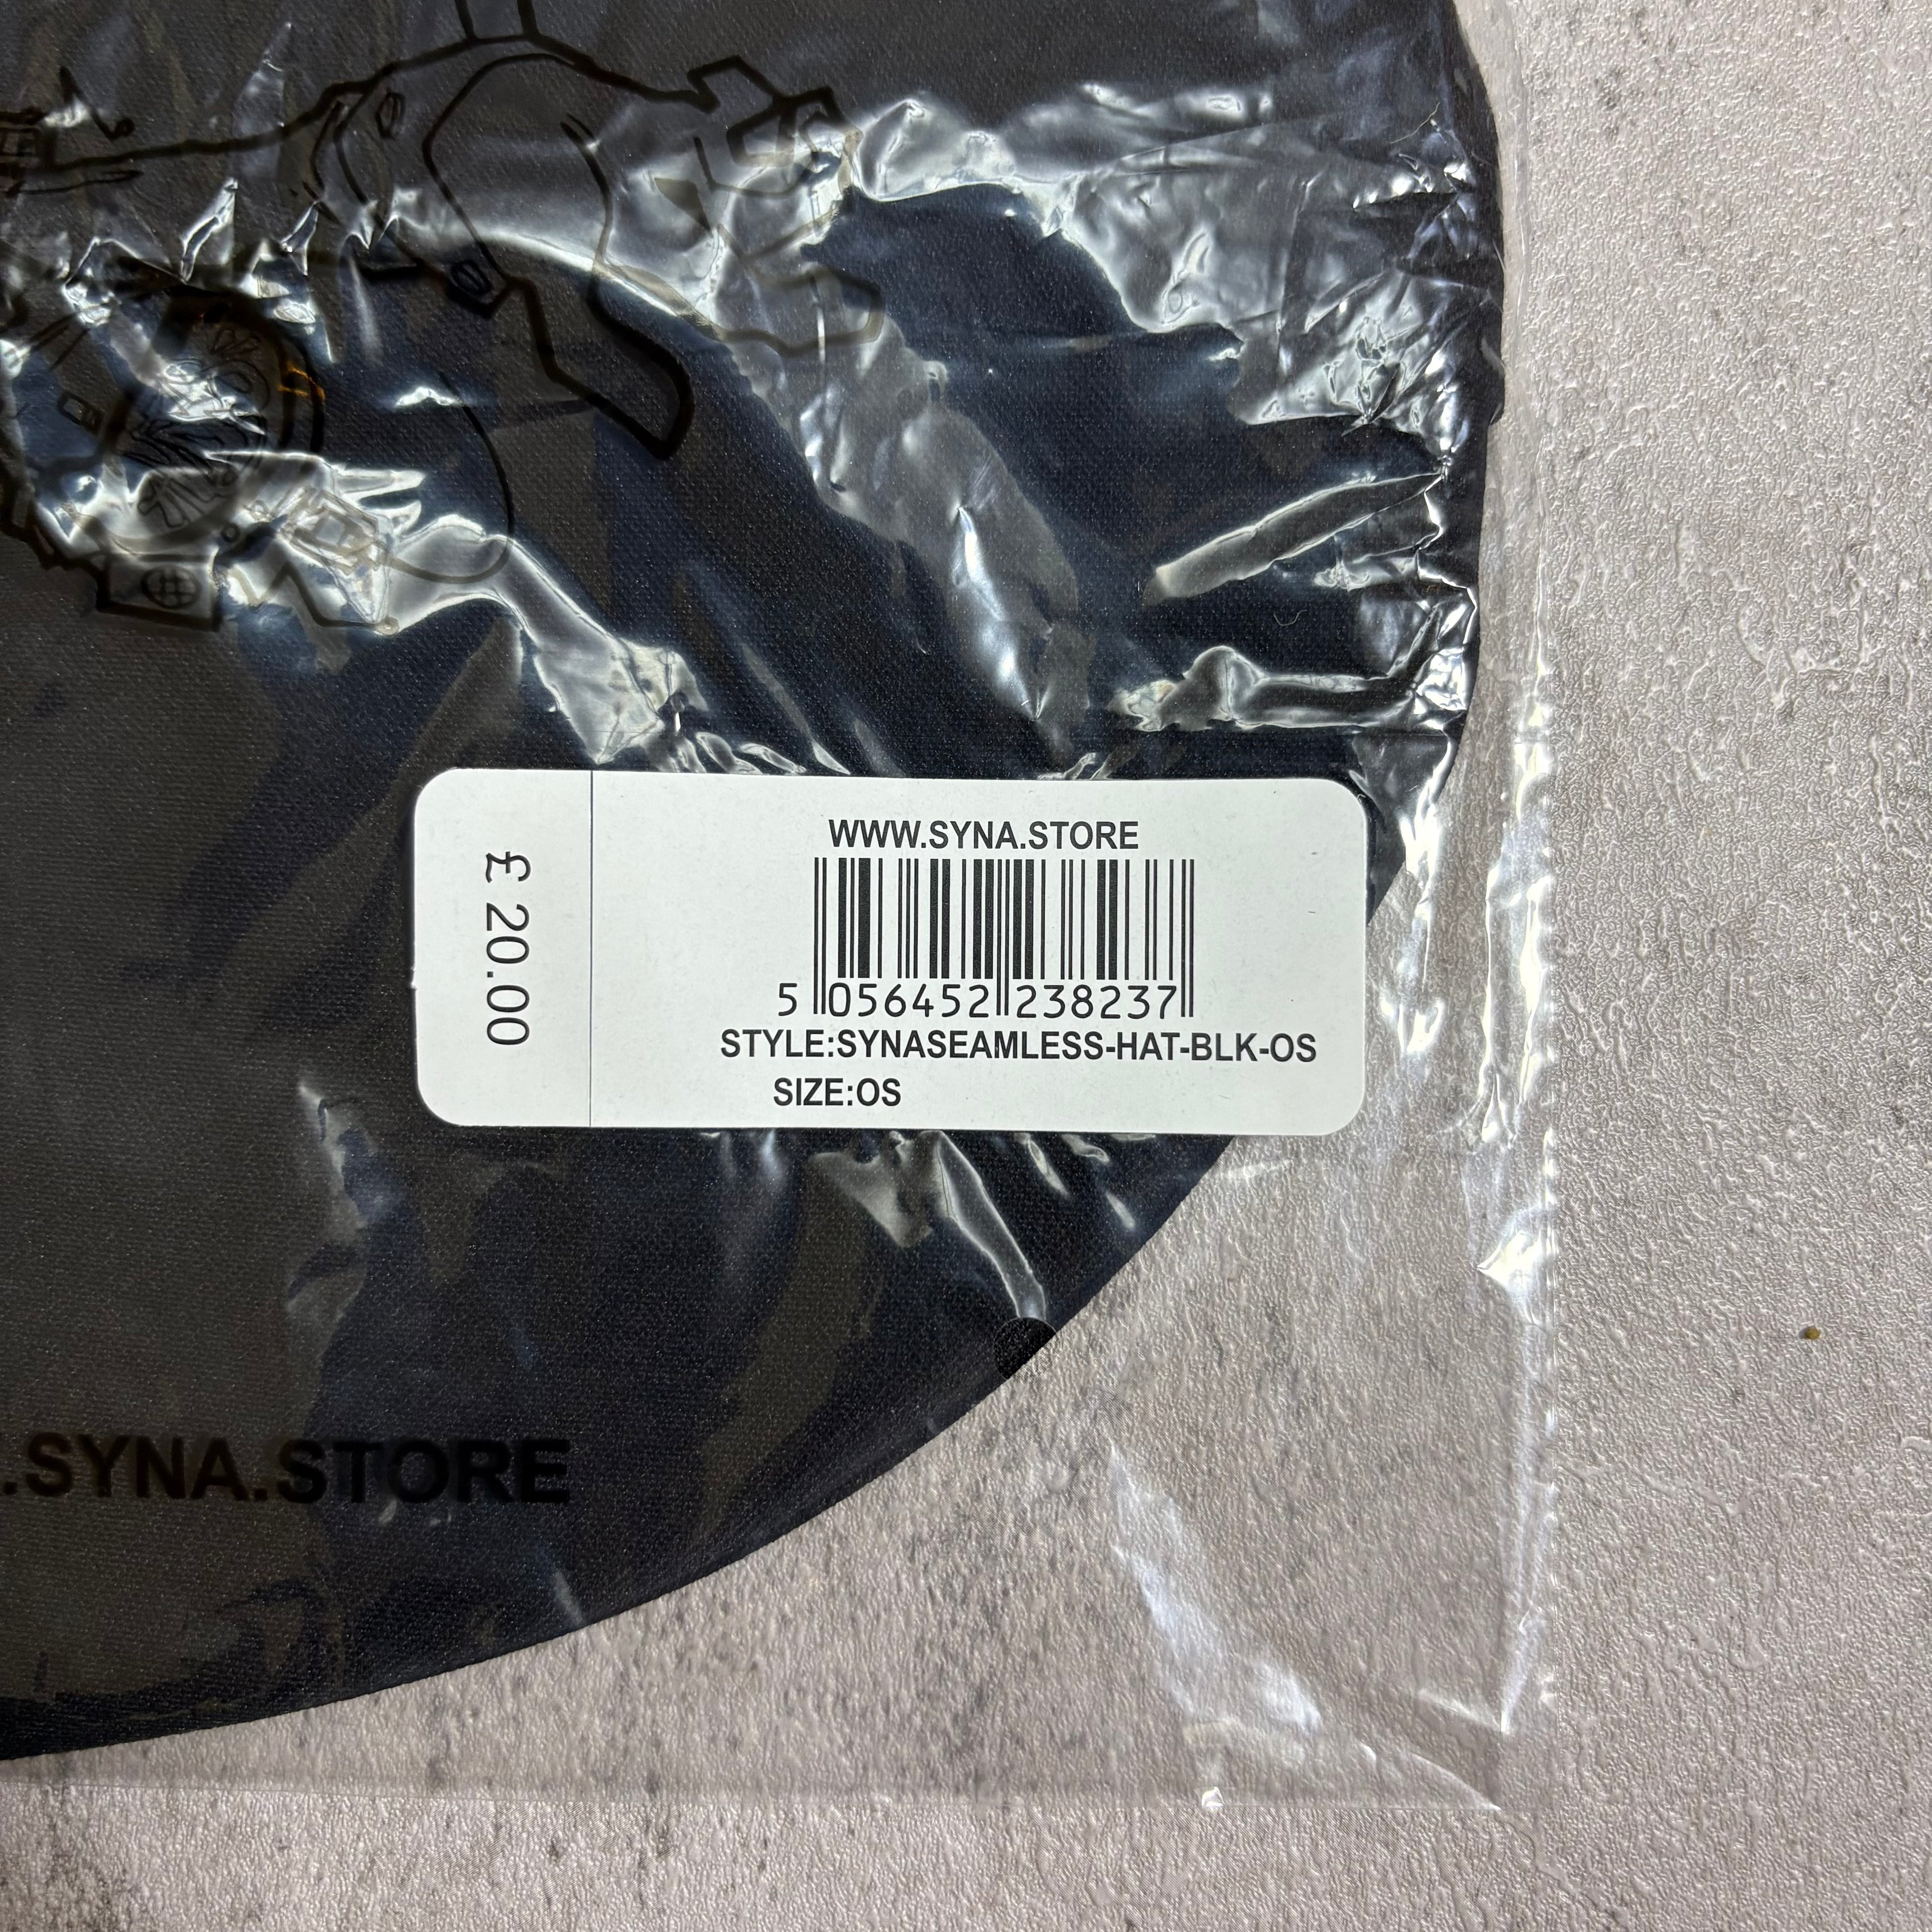 £ 20.00
WWW.SYNA.STORE
5 056452 238237
STYLE:SYNASEAMLESS-HAT-BLK-OS
SIZE:OS
.SYNA.STORE